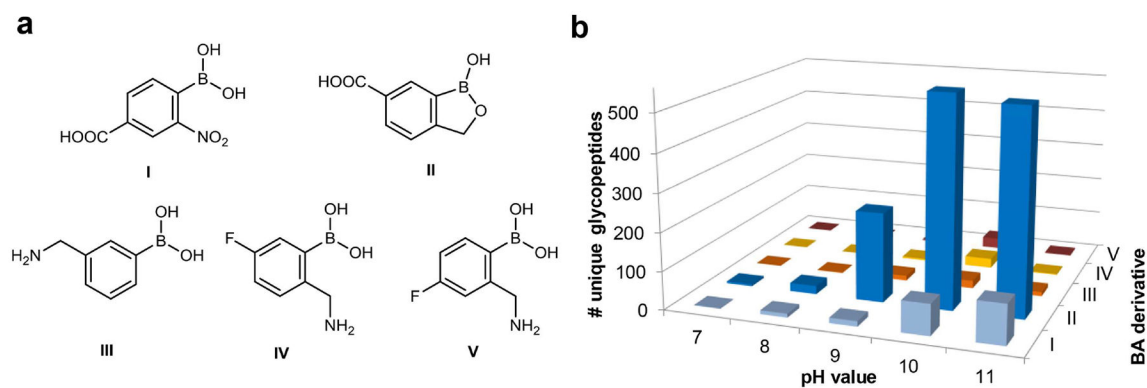 a
OH
B
OH
HOOC
NO₂
I
OH
HOOC
B
O
II
OH
B
OH
H₂N
III
OH
F
B
OH
NH₂
IV
OH
B
OH
F
NH₂
V
b
# unique glycopeptides
500
400
300
200
100
0
7
8
9
10
11
pH value
I
II
III
IV
V
BA derivative